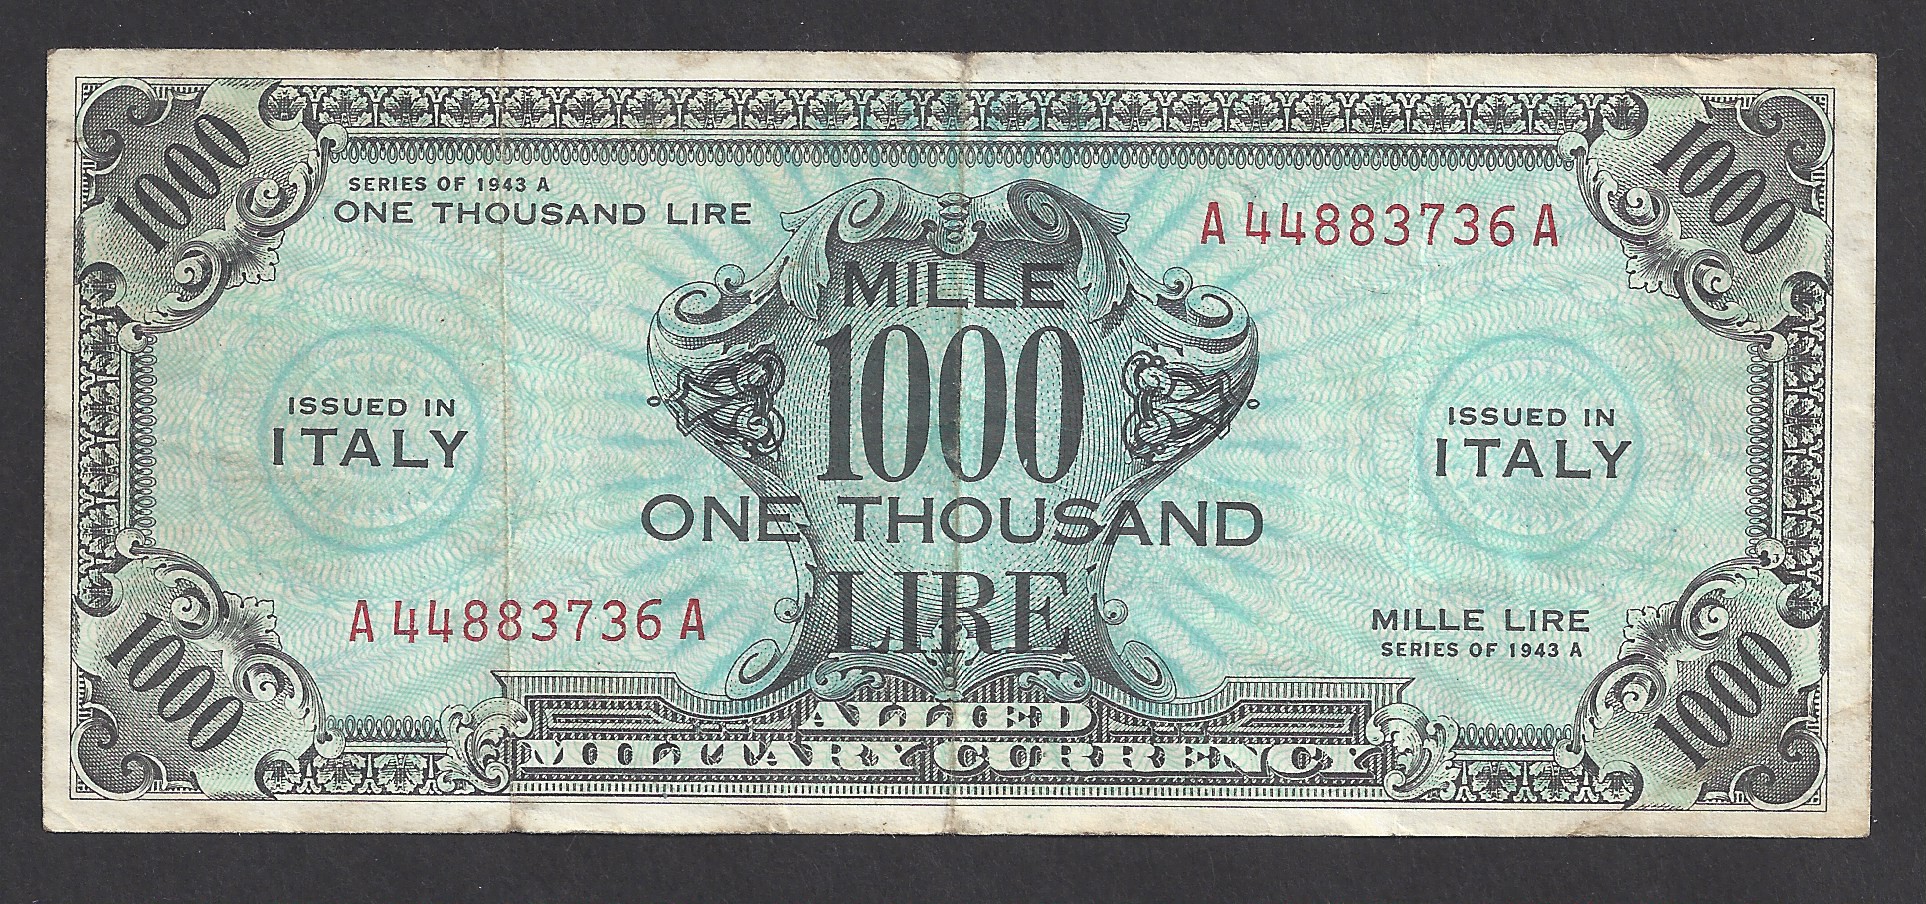 1000
1000
SERIES OF 1943 A
ONE THOUSAND LIRE
A 44883736 A
MILLE
1000
ISSUED IN
ITALY
ISSUED IN
ITALY
ONE THOUSAND
LIRE
A 44883736 A
MILLE LIRE
SERIES OF 1943 A
1000
1000
ALLIED
MILITARY CURRENCY